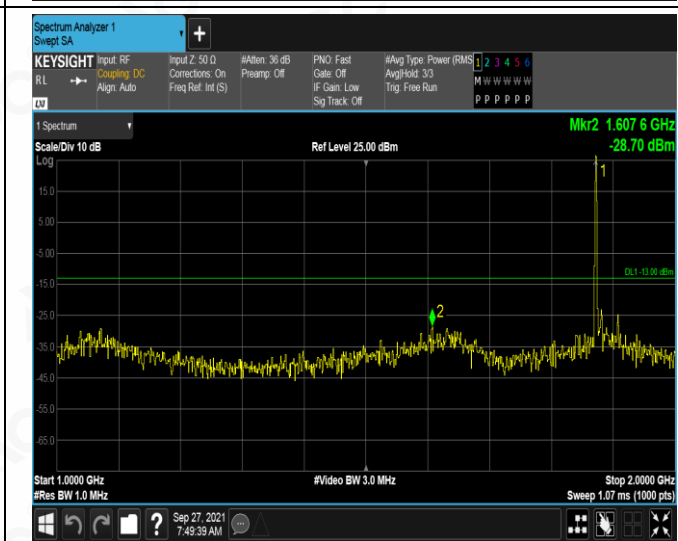 Spectrum Analyzer 1
Swept SA
+
KEYSIGHT
RL
LXI
Input: RF
Coupling: DC
Align: Auto
Input Z: 50 Ω
Corrections: On
Freq Ref: Int (S)
#Atten: 36 dB
Preamp: Off
PNO: Fast
Gate: Off
IF Gain: Low
Sig Track: Off
#Avg Type: Power (RMS
Avg|Hold: 3/3
Trig: Free Run
1 2 3 4 5 6
M W W W W W
P P P P P P
1 Spectrum
Mkr2 1.607 6 GHz
Scale/Div 10 dB
Ref Level 25.00 dBm
-28.70 dBm
Log
1
15.0
5.00
-5.00
DL1 -13.00 dBm
-15.0
-25.0
2
-35.0
-45.0
-55.0
-65.0
Start 1.0000 GHz
#Video BW 3.0 MHz
Stop 2.0000 GHz
#Res BW 1.0 MHz
Sweep 1.07 ms (1000 pts)
?
Sep 27, 2021
7:49:39 AM